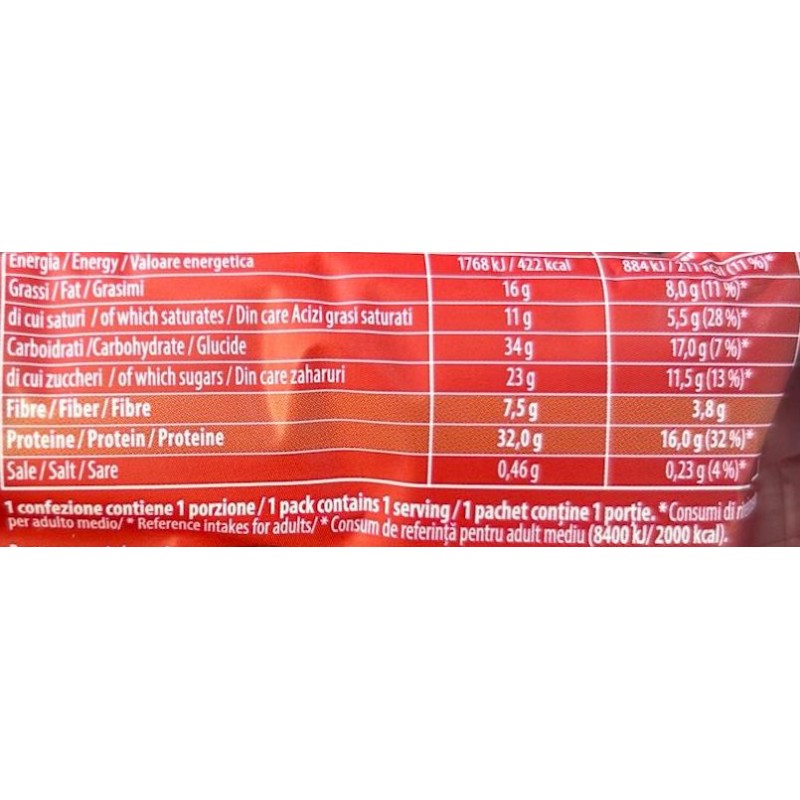 Energia / Energy / Valoare energetica 1768 kJ / 422 kcal 884 kJ / 211 kcal (11 %)*
Grassi / Fat / Grasimi 16 g 8,0 g (11 %)*
di cui saturi / of which saturates / Din care Acizi grasi saturati 11 g 5,5 g (28 %)*
Carboidrati /Carbohydrate / Glucide 34 g 17,0 g (7 %)*
di cui zuccheri / of which sugars / Din care zaharuri 23 g 11,5 g (13 %)*
Fibre / Fiber / Fibre 7,5 g 3,8 g
Proteine / Protein / Proteine 32,0 g 16,0 g (32 %)*
Sale / Salt / Sare 0,46 g 0,23 g (4 %)*
1 confezione contiene 1 porzione / 1 pack contains 1 serving / 1 pachet conține 1 portie. *Consumi di
per adulto medio/ * Reference intakes for adults/ * Consum de referință pentru adult mediu (8400 kJ/ 2000 kcal).